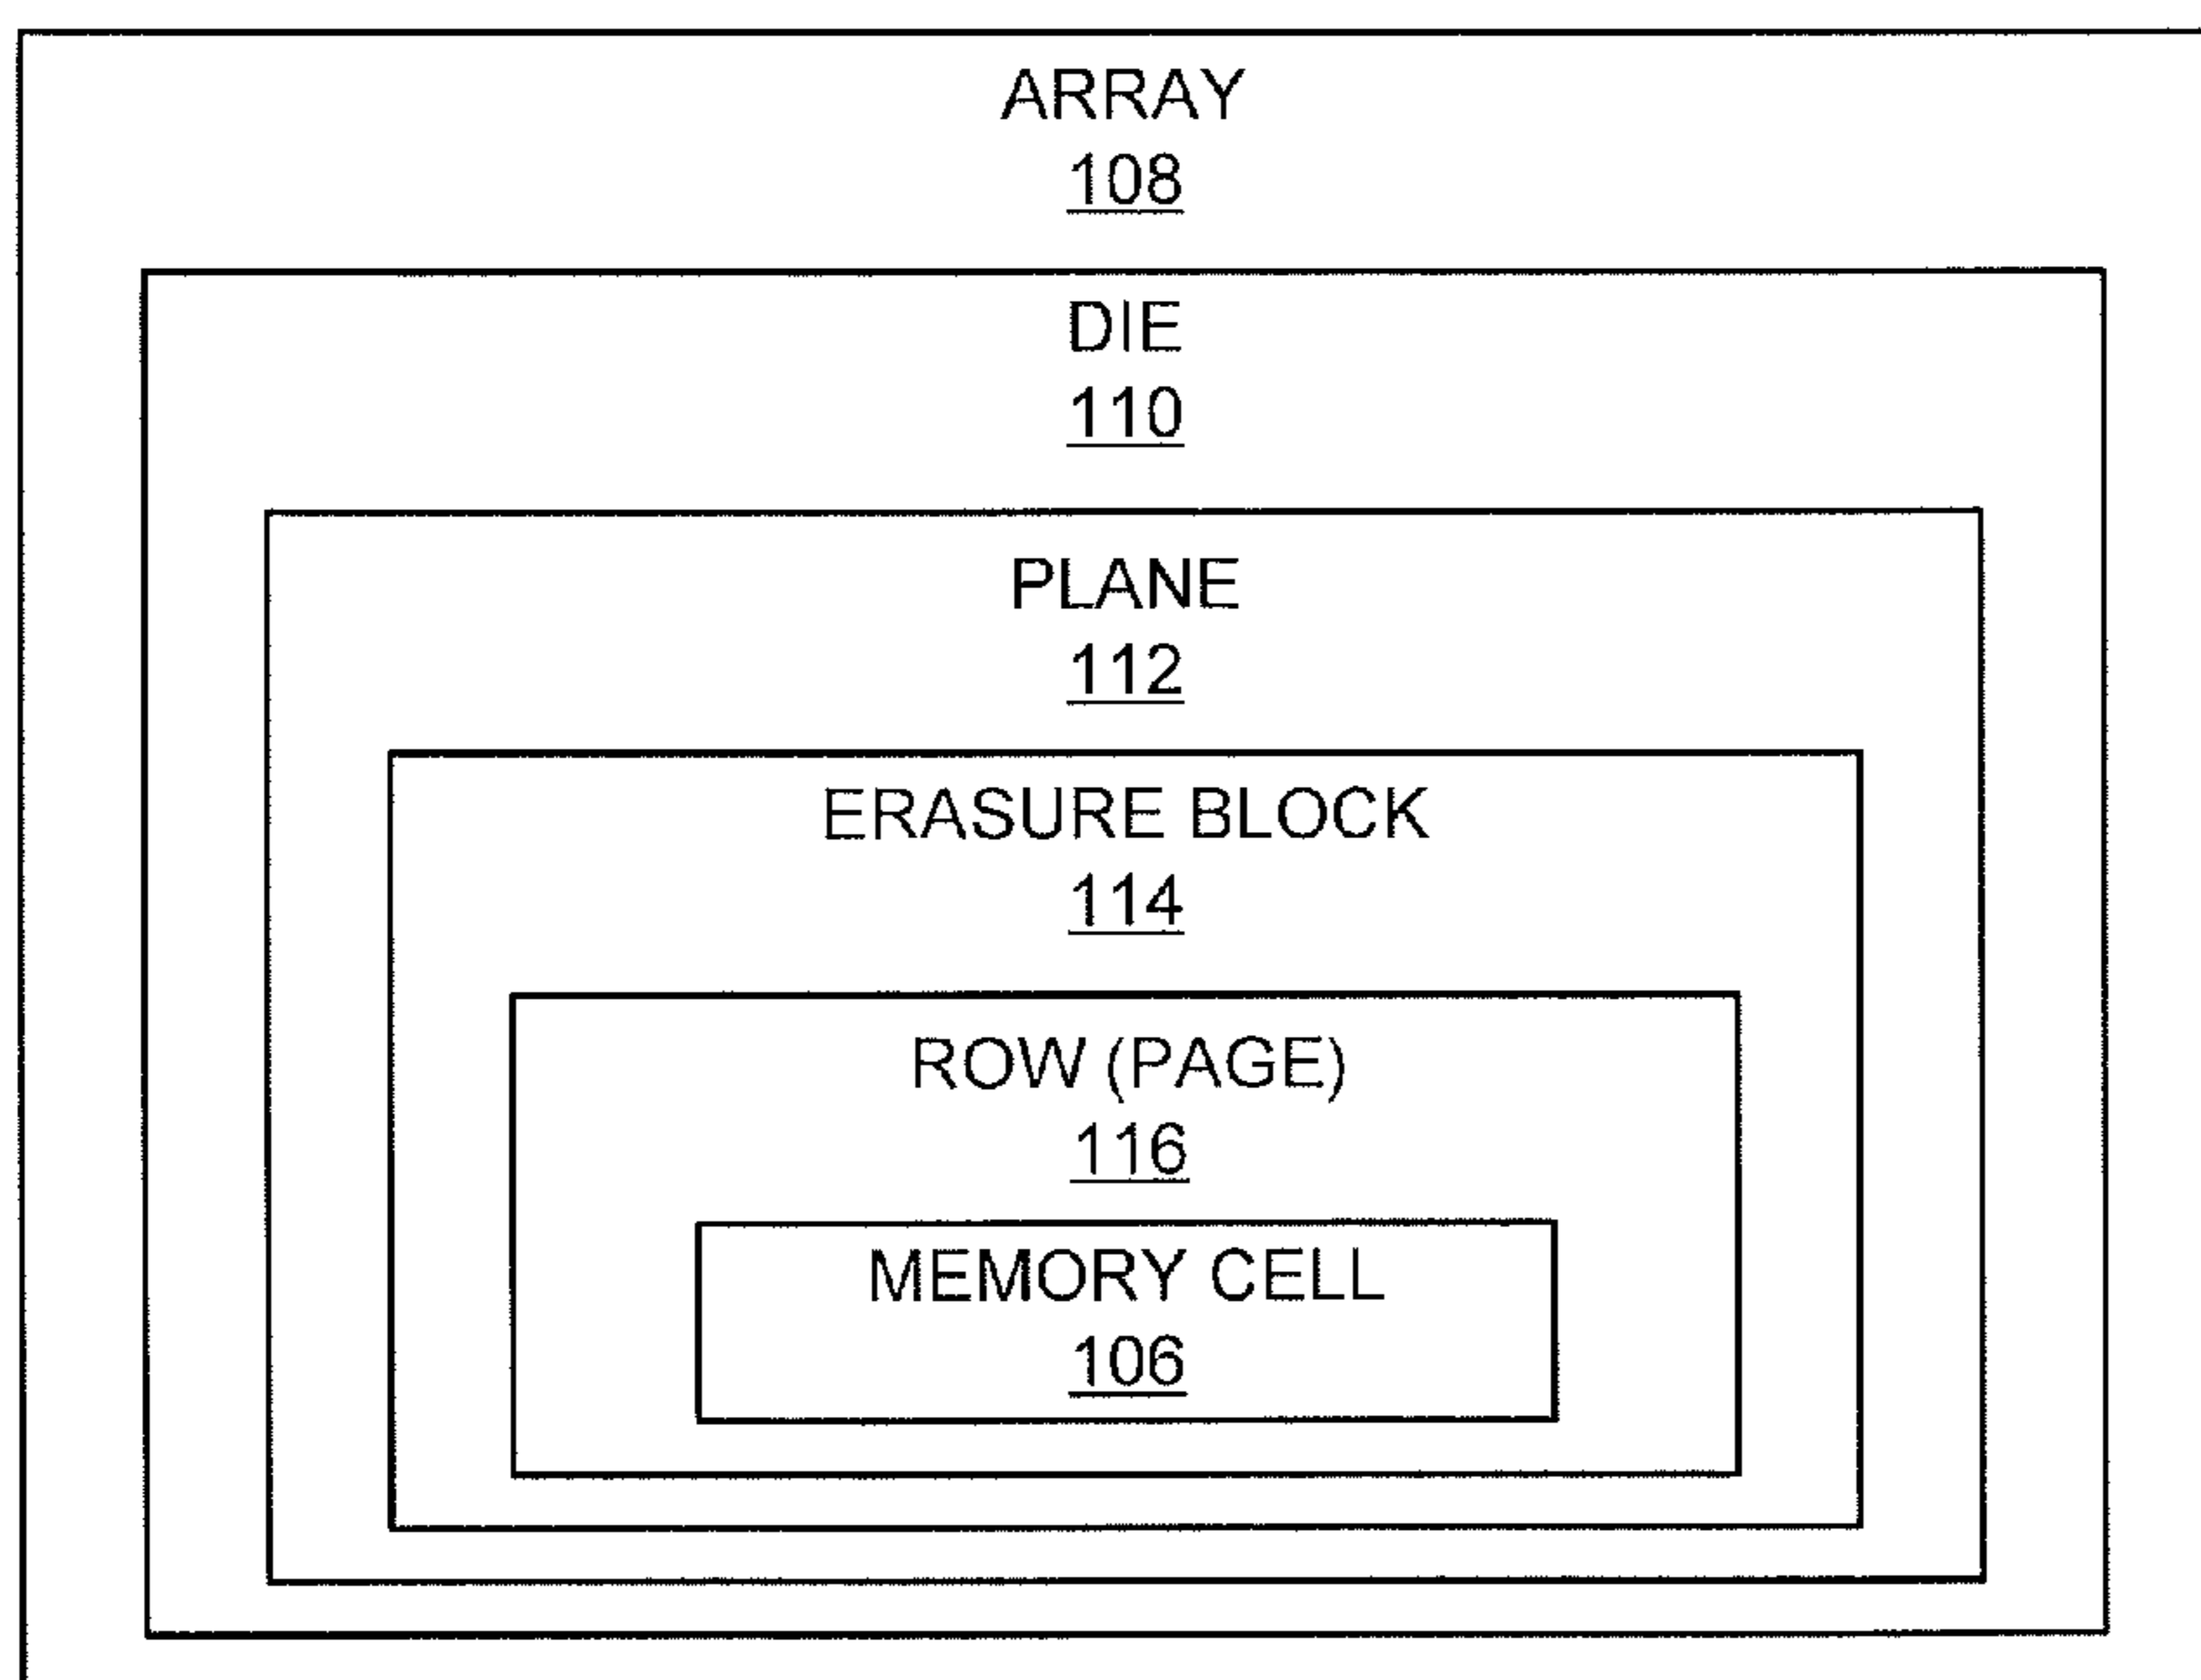 ARRAY
108
DIE
110
PLANE
112
ERASURE BLOCK
114
ROW (PAGE)
116
MEMORY CELL
106